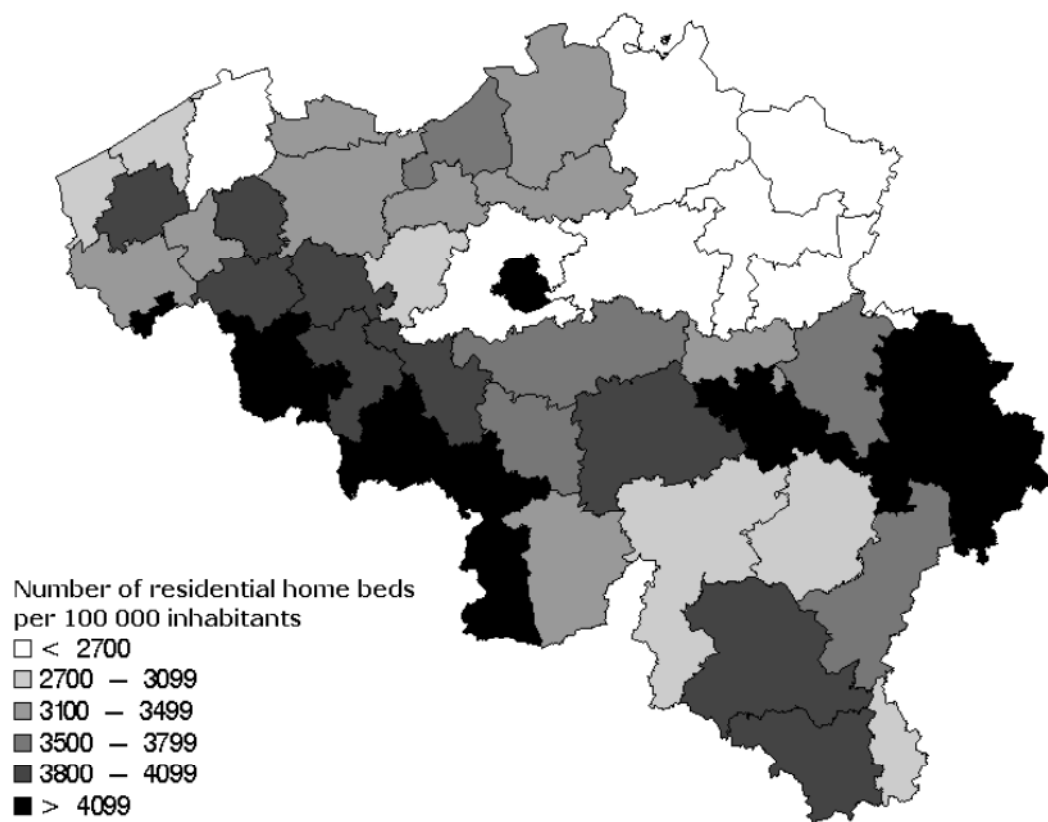 Number of residential home beds
per 100 000 inhabitants
< 2700
2700 – 3099
3100 – 3499
3500 – 3799
3800 – 4099
> 4099